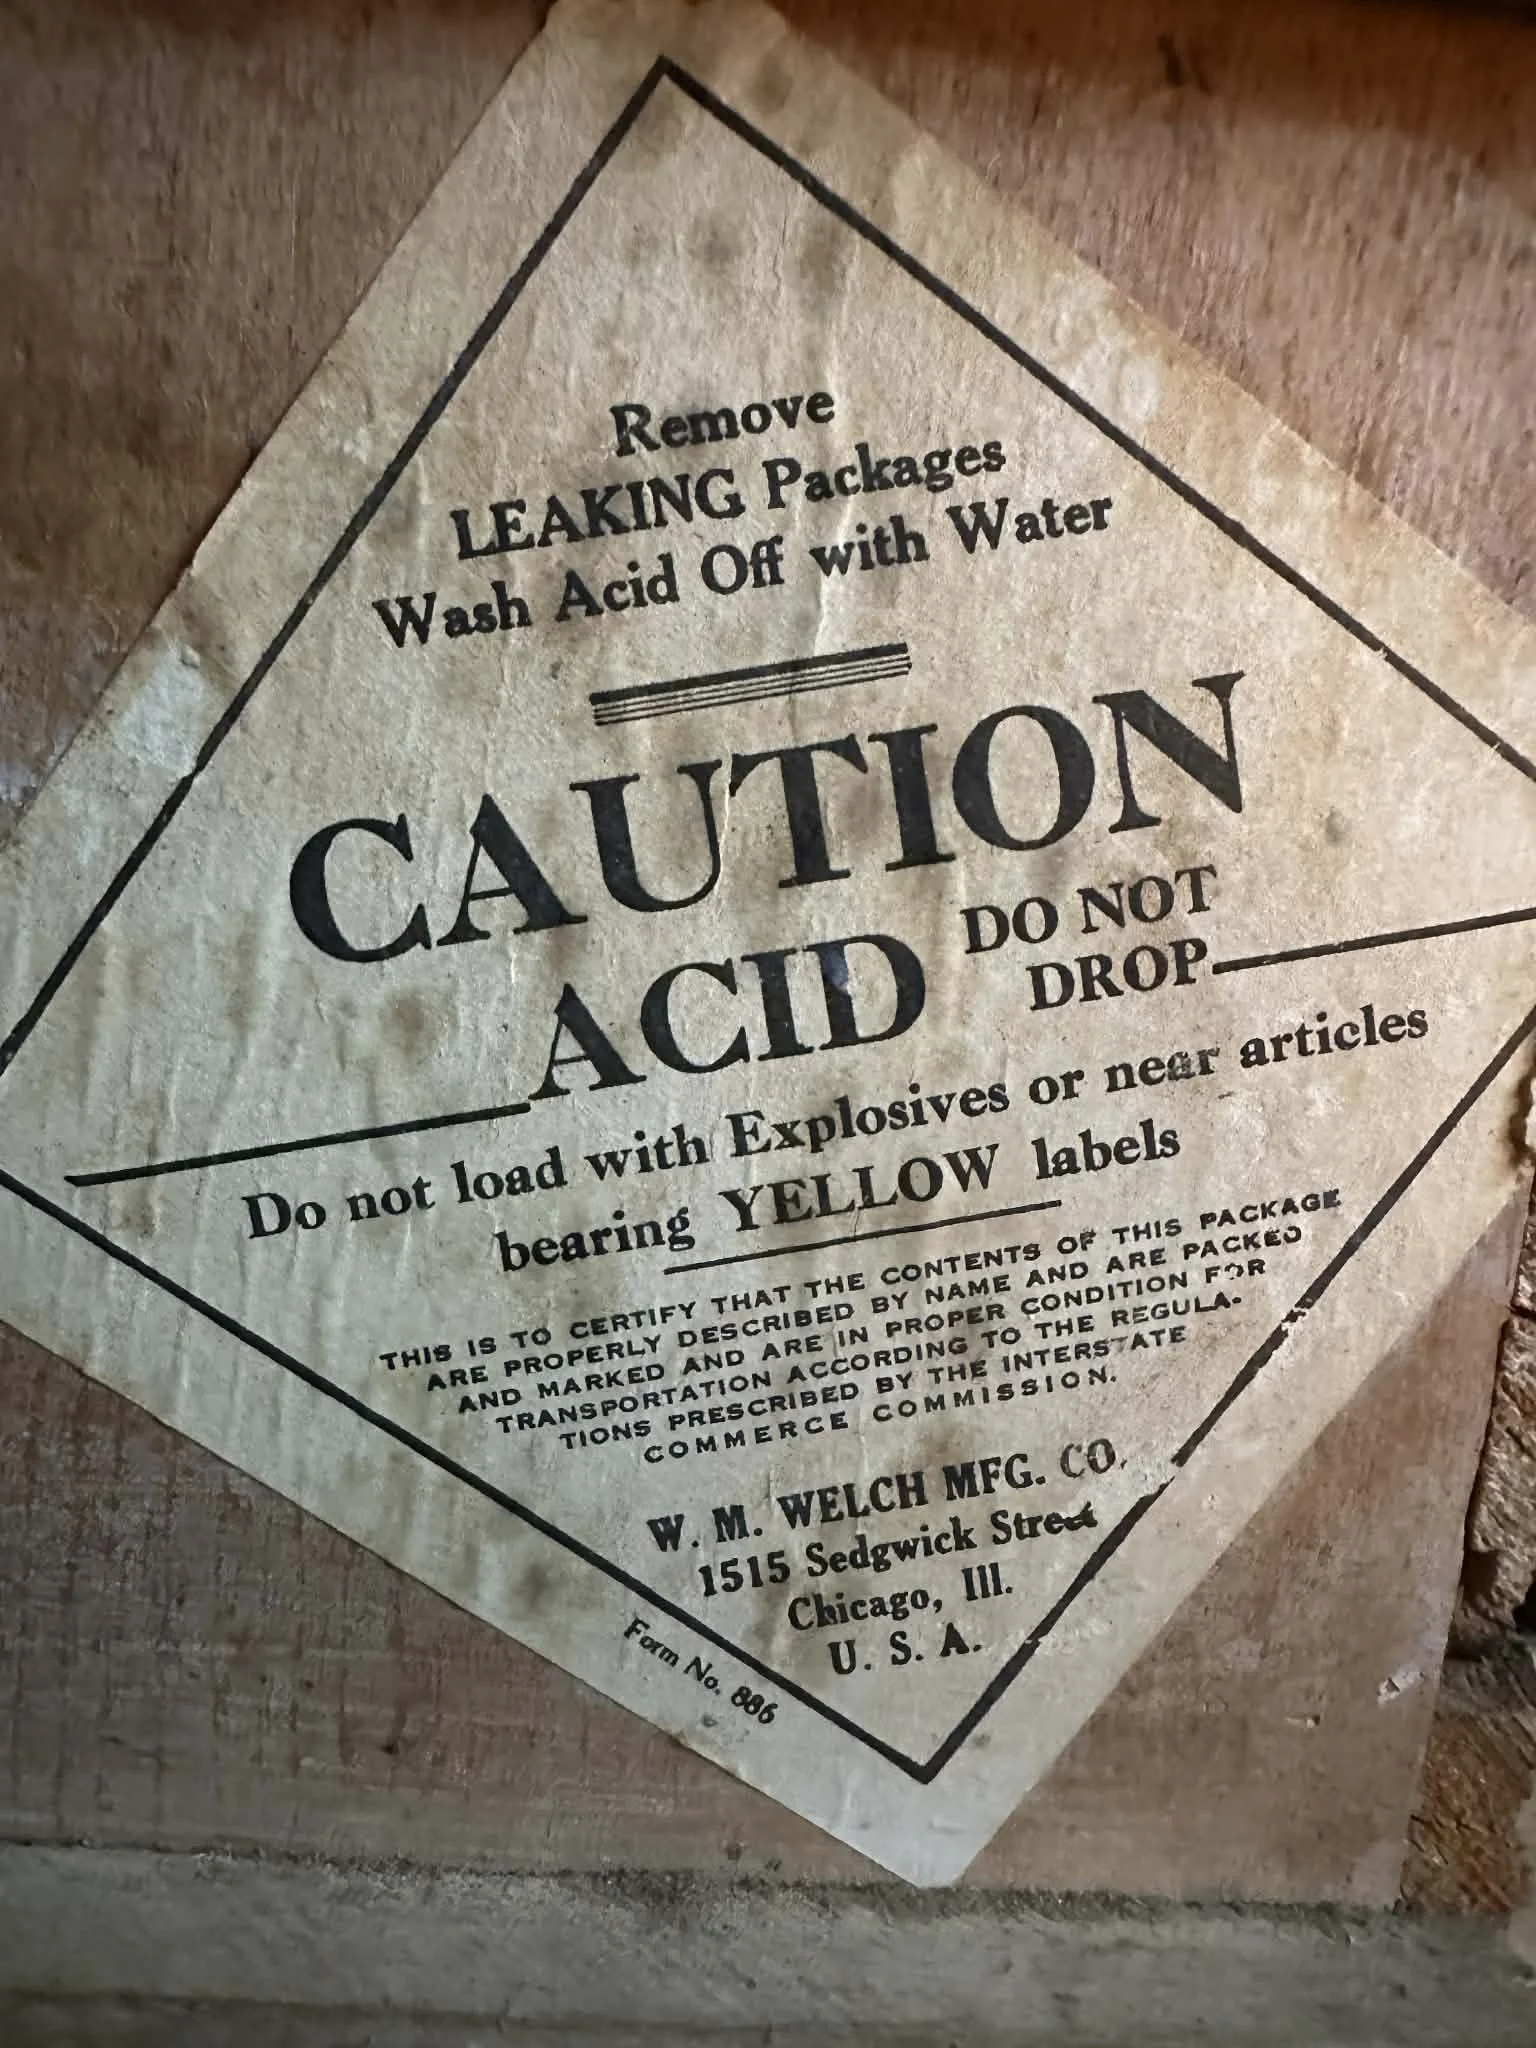 Remove
LEAKING Packages
Wash Acid Off with Water
CAUTION
ACID DO NOT
DROP
Do not load with Explosives or near articles
bearing YELLOW labels
THIS IS TO CERTIFY THAT THE CONTENTS OF THIS PACKAGE
ARE PROPERLY DESCRIBED BY NAME AND ARE PACKED
AND MARKED AND ARE IN PROPER CONDITION FOR
TRANSPORTATION ACCORDING TO THE REGULA-
TIONS PRESCRIBED BY THE INTERSTATE
COMMERCE COMMISSION.
W. M. WELCH MFG. CO.
1515 Sedgwick Street
Chicago, Ill.
U. S. A.
Form No. 886